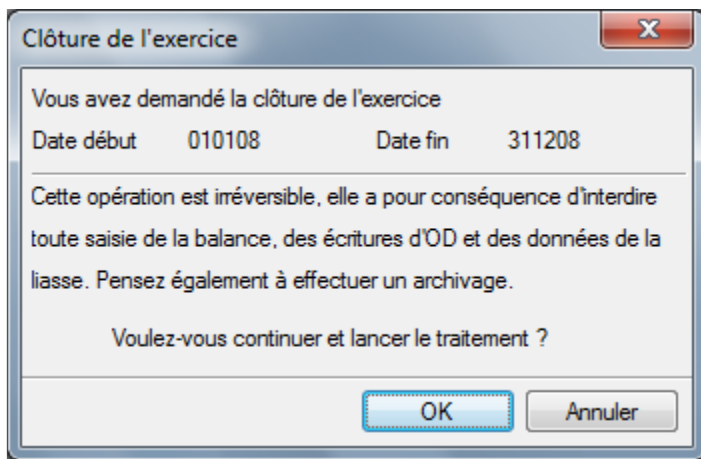 Clôture de l'exercice
Vous avez demandé la clôture de l'exercice
Date début 010108 Date fin 311208
Cette opération est irréversible, elle a pour conséquence d'interdire
toute saisie de la balance, des écritures d'OD et des données de la
liasse. Pensez également à effectuer un archivage.
Voulez-vous continuer et lancer le traitement ?
OK Annuler